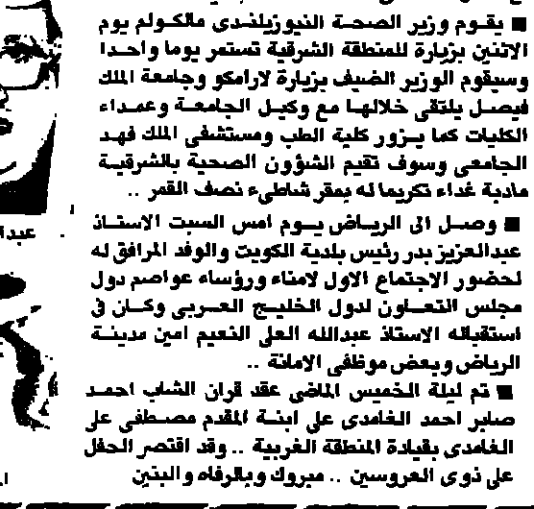 ■ يقوم وزير الصحة النيوزيلندى مالكولم يوم
الاثنين بزيارة للمنطقة الشرقية تستمر يوما واحدا
وسيقوم الوزير الضيف بزيارة لارامكو وجامعة الملك
فيصل يلتقى خلالها مع وكيل الجامعة وعمداء
الكليات كما يزور كلية الطب ومستشفى الملك فهد
الجامعى وسوف تقيم الشؤون الصحية بالشرقية
مادبة غداء تكريما له بمقر شاطىء نصف القمر ..
■ وصل الى الرياض يوم امس السبت الاستاذ
عبدالعزيز بدر رئيس بلدية الكويت والوفد المرافق له
لحضور الاجتماع الاول لامناء ورؤساء عواصم دول
مجلس التعاون لدول الخليج العربى وكان فى
استقباله الاستاذ عبدالله العلى النعيم امين مدينة
الرياض وبعض موظفى الامانة ..
■ تم ليلة الخميس الماضى عقد قران الشاب احمد
صابر احمد الغامدى على ابنة المقدم مصطفى على
الغامدى بقيادة المنطقة الغربية .. وقد اقتصر الحفل
على ذوى العروسين .. مبروك وبالرفاه والبنين
عبدا